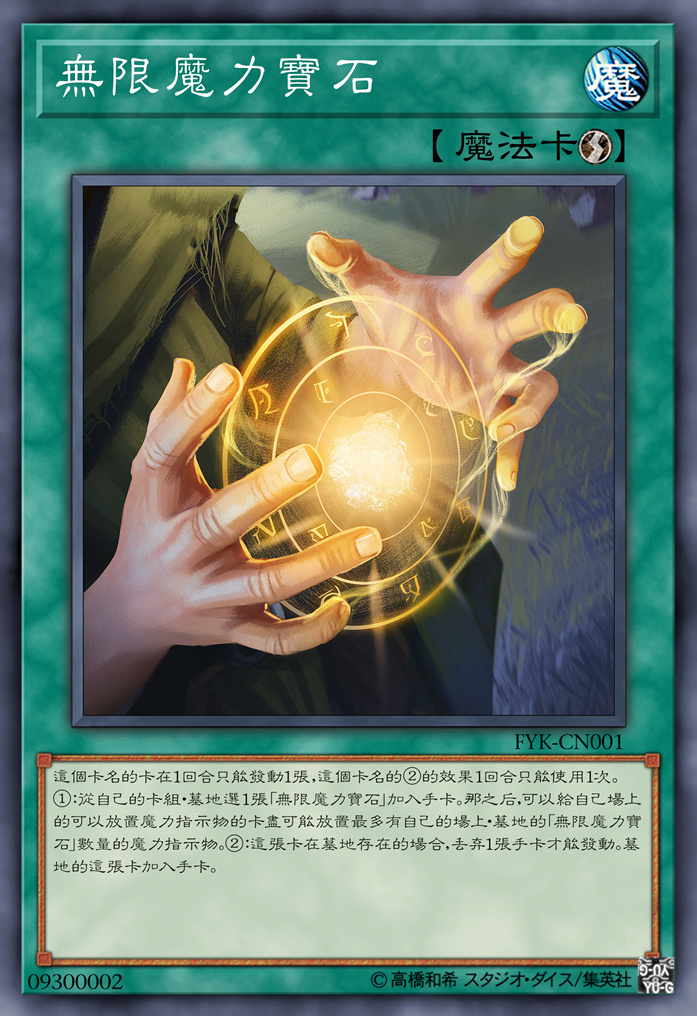 無限魔力寶石
魔
【魔法卡】
FYK-CN001
這個卡名的卡在1回合只能發動1張,這個卡名的②的效果1回合只能使用1次。
①:從自己的卡組•墓地選1張「無限魔力寶石」加入手卡。那之后,可以給自己場上
的可以放置魔力指示物的卡盡可能放置最多有自己的場上•墓地的「無限魔力寶
石」數量的魔力指示物。②:這張卡在墓地存在的場合,丟弃1張手卡才能發動。墓
地的這張卡加入手卡。
09300002
©高橋和希 スタジオ•ダイス/集英社
YU-G